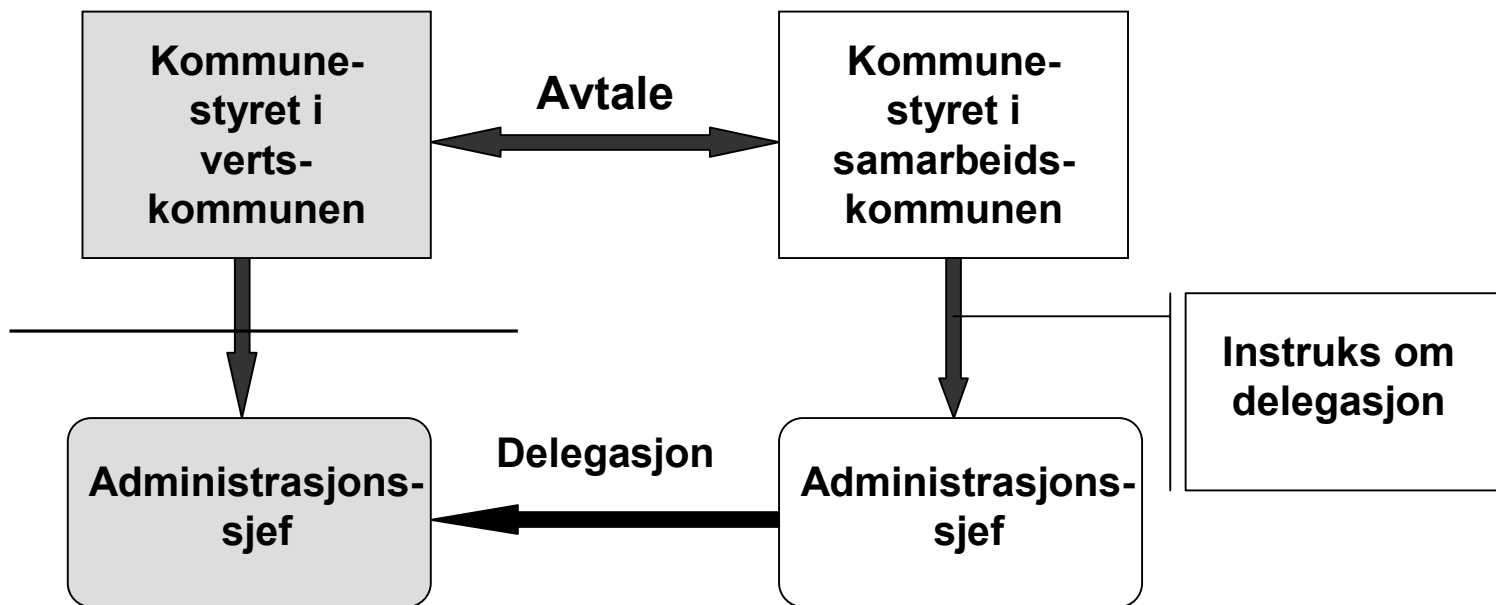 Kommune-
styret i
verts-
kommunen
Avtale
Kommune-
styret i
samarbeids-
kommunen
Instruks om
delegasjon
Administrasjons-
sjef
Delegasjon
Administrasjons-
sjef